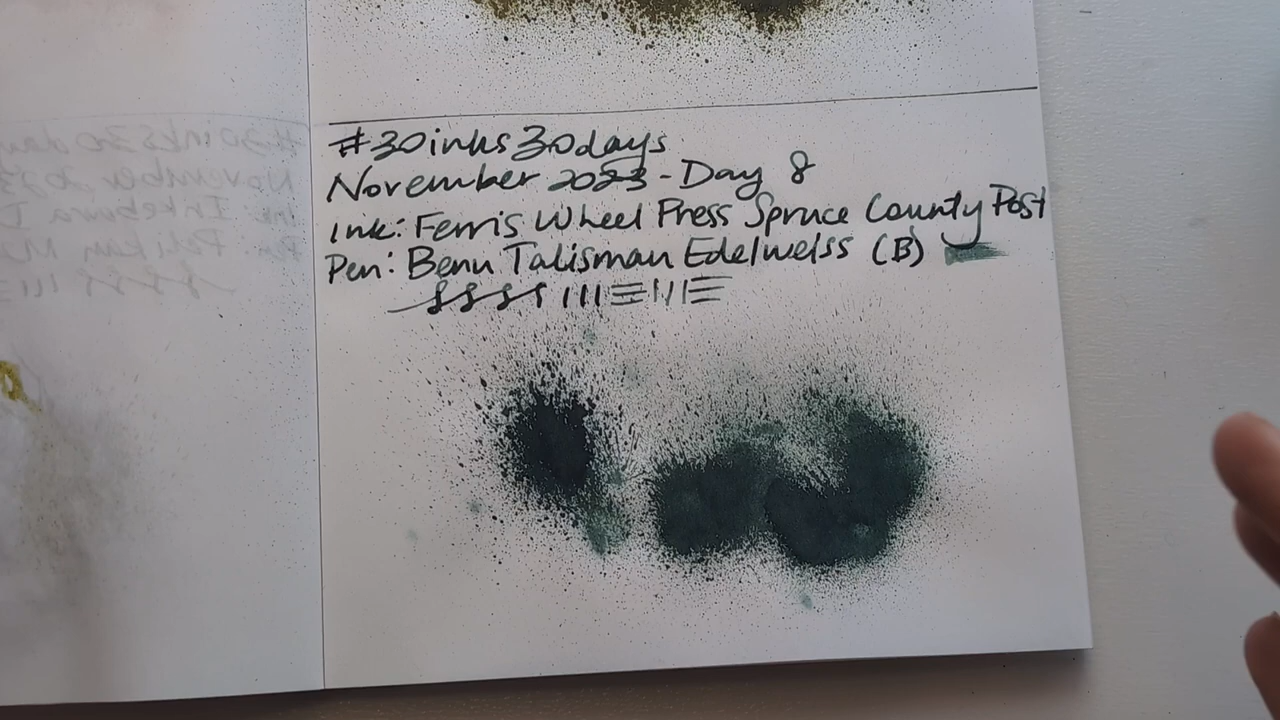 #30inks30days
November 2023 - Day 8
Ink: Ferris Wheel Press Spruce County Post
Pen: Benu Talisman Edelweiss (B)